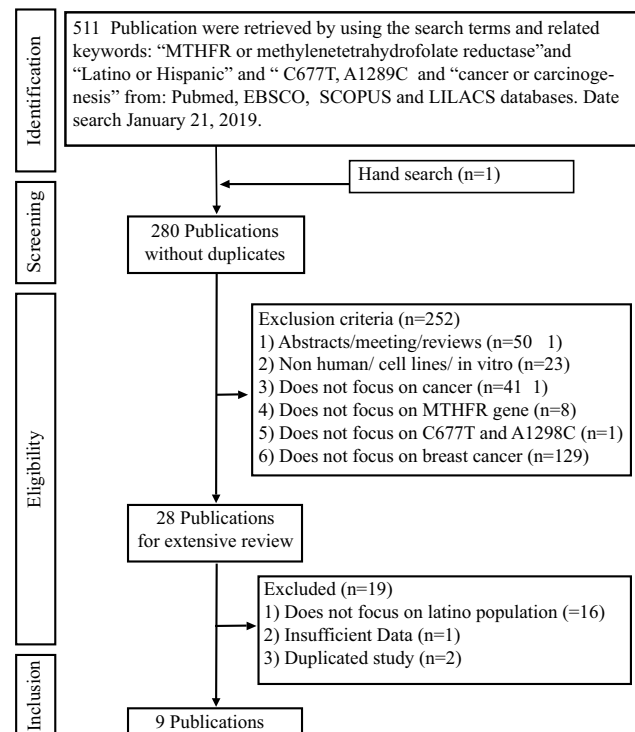 Identification
511 Publication were retrieved by using the search terms and related
keywords: “MTHFR or methylenetetrahydrofolate reductase”and
“Latino or Hispanic” and “ C677T, A1289C and “cancer or carcinoge-
nesis” from: Pubmed, EBSCO, SCOPUS and LILACS databases. Date
search January 21, 2019.
Hand search (n=1)
Screening
280 Publications
without duplicates
Eligibility
Exclusion criteria (n=252)
1) Abstracts/meeting/reviews (n=50 1)
2) Non human/ cell lines/ in vitro (n=23)
3) Does not focus on cancer (n=41 1)
4) Does not focus on MTHFR gene (n=8)
5) Does not focus on C677T and A1298C (n=1)
6) Does not focus on breast cancer (n=129)
28 Publications
for extensive review
Excluded (n=19)
1) Does not focus on latino population (=16)
2) Insufficient Data (n=1)
3) Duplicated study (n=2)
Inclusion
9 Publications